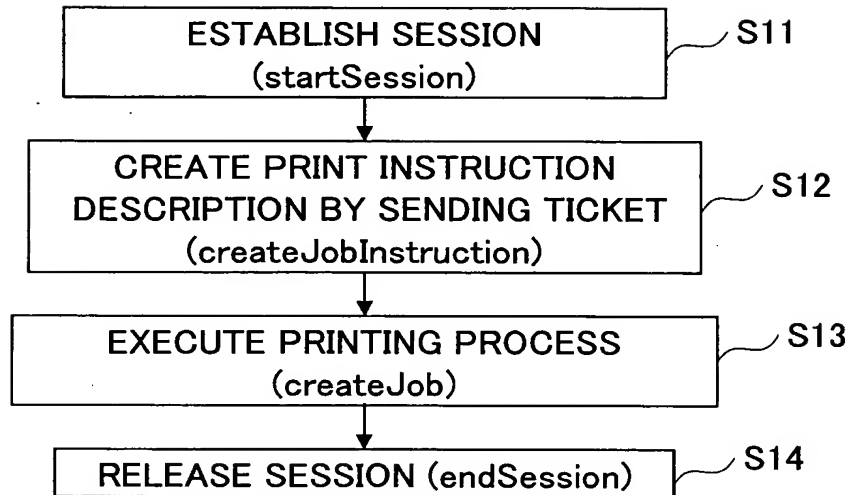 ESTABLISH SESSION
(startSession)
S11
CREATE PRINT INSTRUCTION
DESCRIPTION BY SENDING TICKET
(createJobInstruction)
S12
EXECUTE PRINTING PROCESS
(createJob)
S13
RELEASE SESSION (endSession)
S14